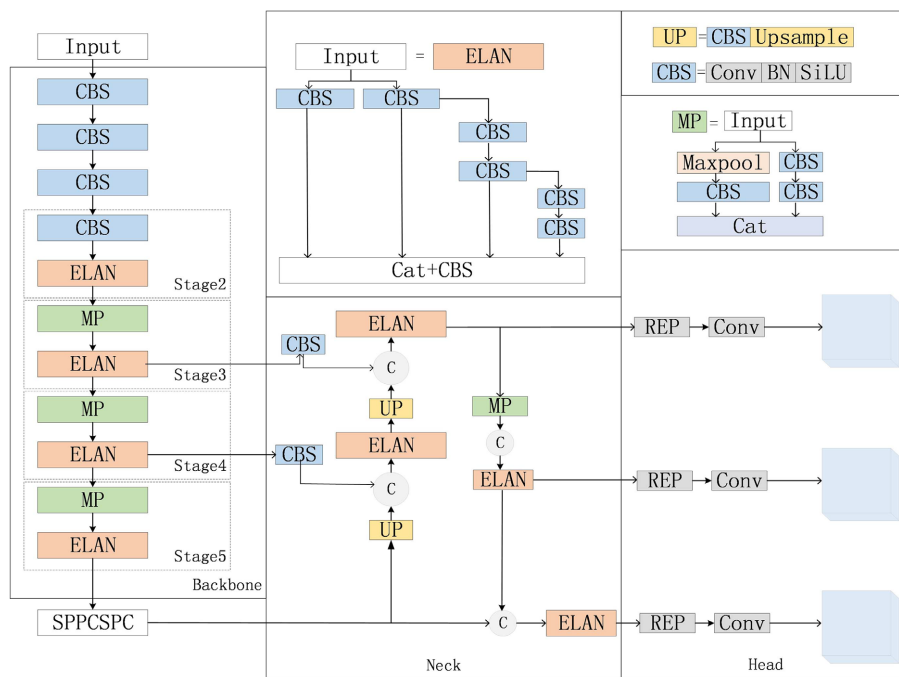 Input
CBS
CBS
CBS
CBS
ELAN
Stage2
MP
ELAN
Stage3
MP
ELAN
Stage4
MP
ELAN
Stage5
Backbone
SPPCSPC
Input = ELAN
CBS CBS
CBS
CBS
CBS
CBS
Cat+CBS
UP = CBS Upsample
CBS = Conv BN SiLU
MP = Input
Maxpool CBS
CBS CBS
Cat
ELAN
CBS
C
UP
ELAN
CBS
C
UP
MP
C
ELAN
C
ELAN
Neck
REP Conv
REP Conv
REP Conv
Head